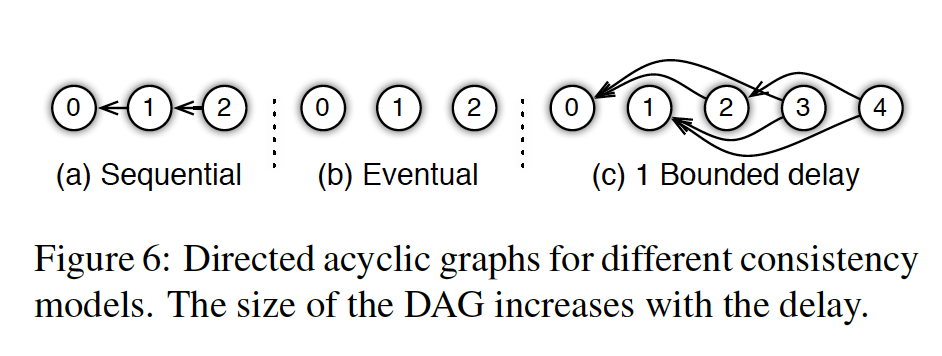 0 1 2 0 1 2 0 1 2 3 4
(a) Sequential (b) Eventual (c) 1 Bounded delay
Figure 6: Directed acyclic graphs for different consistency
models. The size of the DAG increases with the delay.